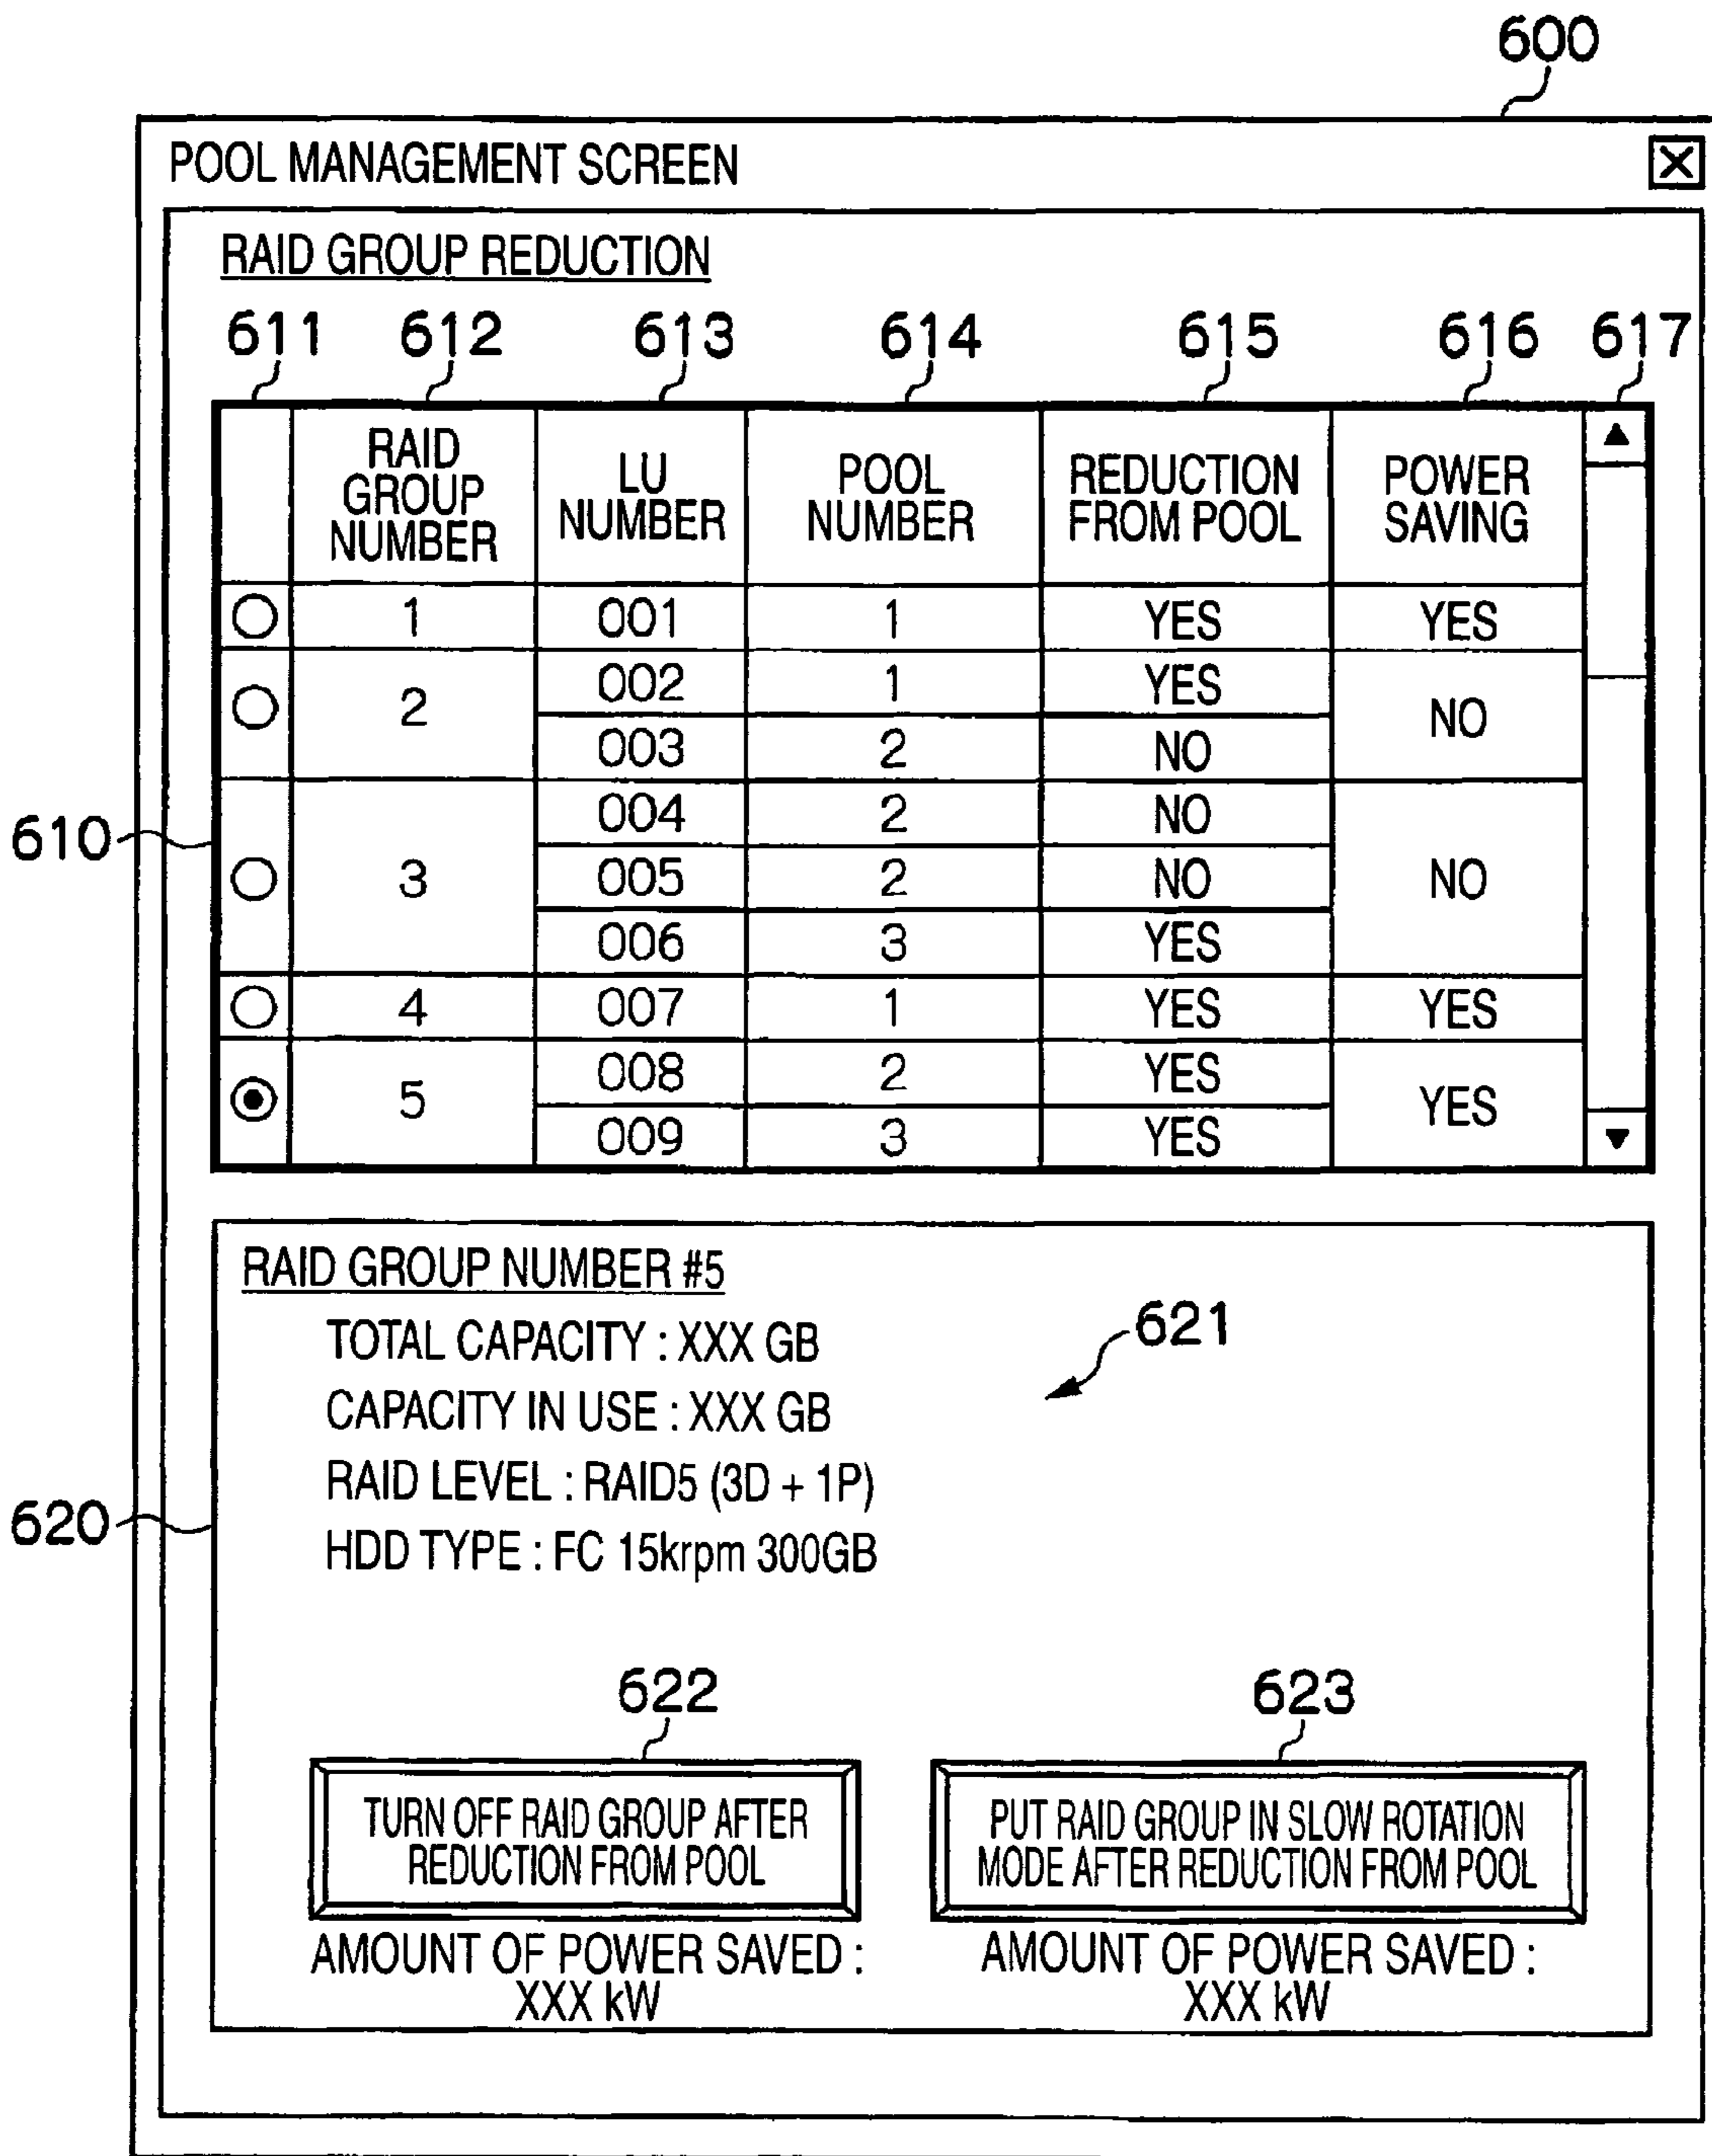 600
POOL MANAGEMENT SCREEN
RAID GROUP REDUCTION
611 612 613 614 615 616 617
RAID GROUP NUMBER LU NUMBER POOL NUMBER REDUCTION FROM POOL POWER SAVING
1 001 1 YES YES
2 002 1 YES NO
003 2 NO
610
3 004 2 NO NO
005 2 NO
006 3 YES
4 007 1 YES YES
5 008 2 YES YES
009 3 YES
RAID GROUP NUMBER #5
TOTAL CAPACITY : XXX GB
621
CAPACITY IN USE : XXX GB
RAID LEVEL : RAID5 (3D + 1P)
620
HDD TYPE : FC 15krpm 300GB
622
623
TURN OFF RAID GROUP AFTER
REDUCTION FROM POOL
PUT RAID GROUP IN SLOW ROTATION
MODE AFTER REDUCTION FROM POOL
AMOUNT OF POWER SAVED :
XXX kW
AMOUNT OF POWER SAVED :
XXX kW